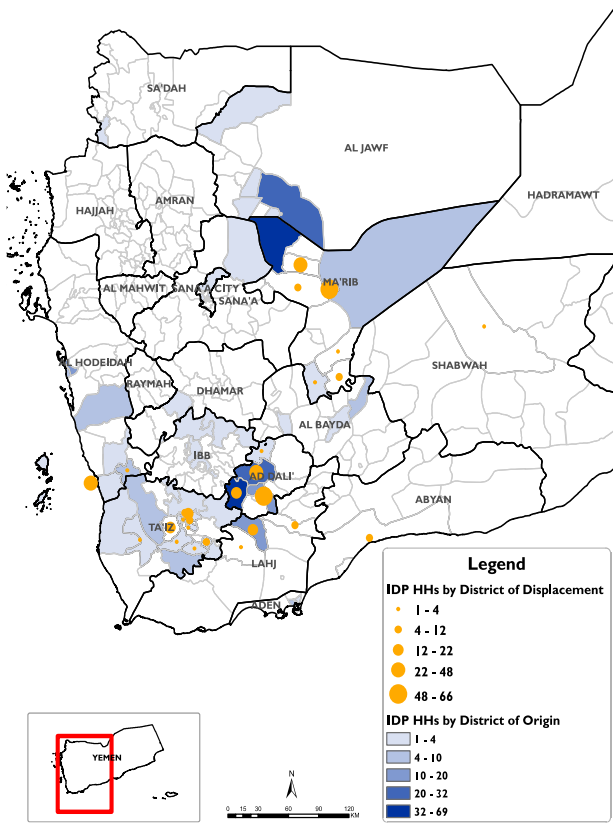 SA'DAH
AL JAWF
HADRAMAWT
HAJJAH
AMRAN
MA'RIB
AL MAHWIT
SANA'A CITY
SANA'A
SHABWAH
AL HODEIDAH
RAYMAH
DHAMAR
AL BAYDA
IBB
AD DALI'
ABYAN
TA'IZ
LAHJ
ADEN
Legend
IDP HHs by District of Displacement
1 - 4
4 - 12
12 - 22
22 - 48
48 - 66
IDP HHs by District of Origin
1 - 4
4 - 10
10 - 20
20 - 32
32 - 69
YEMEN
N
0 15 30 60 90 120
KM